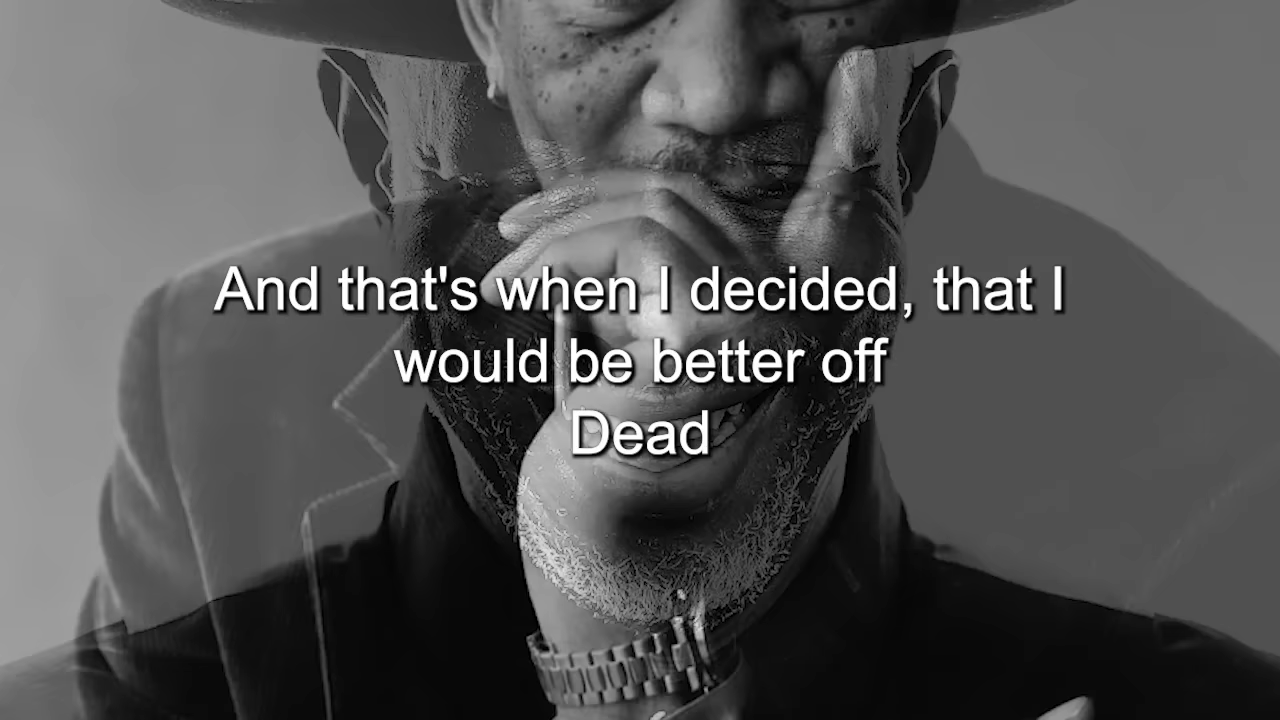 And that's when I decided, that I
would be better off
Dead